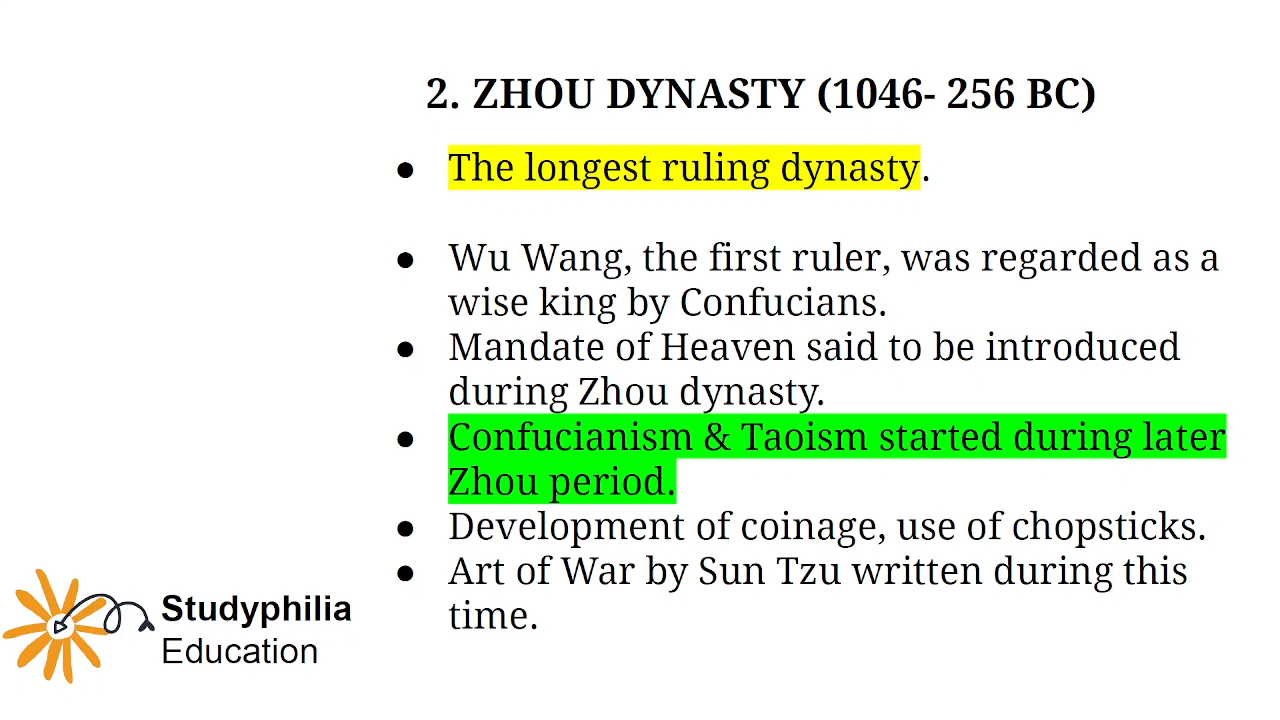 2. ZHOU DYNASTY (1046- 256 BC)
● The longest ruling dynasty.
● Wu Wang, the first ruler, was regarded as a
wise king by Confucians.
● Mandate of Heaven said to be introduced
during Zhou dynasty.
● Confucianism & Taoism started during later
Zhou period.
● Development of coinage, use of chopsticks.
● Art of War by Sun Tzu written during this
time.
Studyphilia
Education